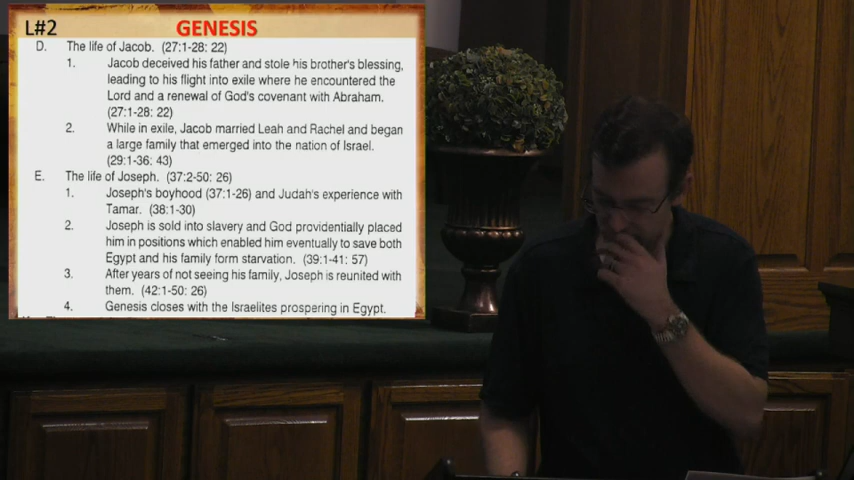 L#2 GENESIS
D. The life of Jacob. (27:1-28: 22)
1. Jacob deceived his father and stole his brother's blessing,
leading to his flight into exile where he encountered the
Lord and a renewal of God's covenant with Abraham.
(27:1-28: 22)
2. While in exile, Jacob married Leah and Rachel and began
a large family that emerged into the nation of Israel.
(29:1-36: 43)
E. The life of Joseph. (37:2-50: 26)
1. Joseph's boyhood (37:1-26) and Judah's experience with
Tamar. (38:1-30)
2. Joseph is sold into slavery and God providentially placed
him in positions which enabled him eventually to save both
Egypt and his family form starvation. (39:1-41: 57)
3. After years of not seeing his family, Joseph is reunited with
them. (42:1-50: 26)
4. Genesis closes with the Israelites prospering in Egypt.